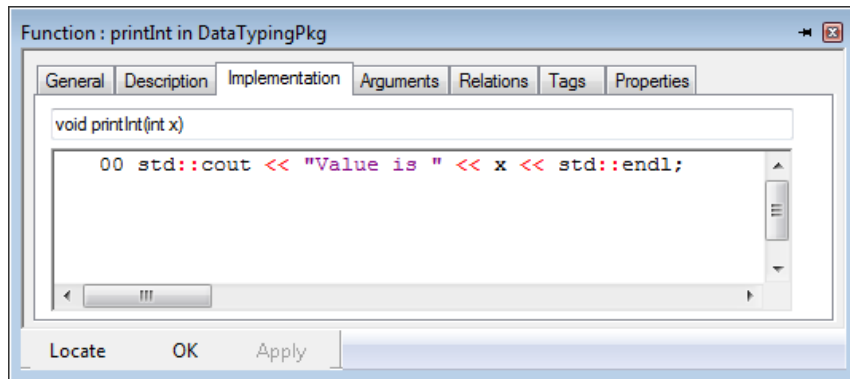 Function : printInt in DataTypingPkg
General Description Implementation Arguments Relations Tags Properties
void printInt(int x)
00 std::cout << "Value is " << x << std::endl;
Locate OK Apply